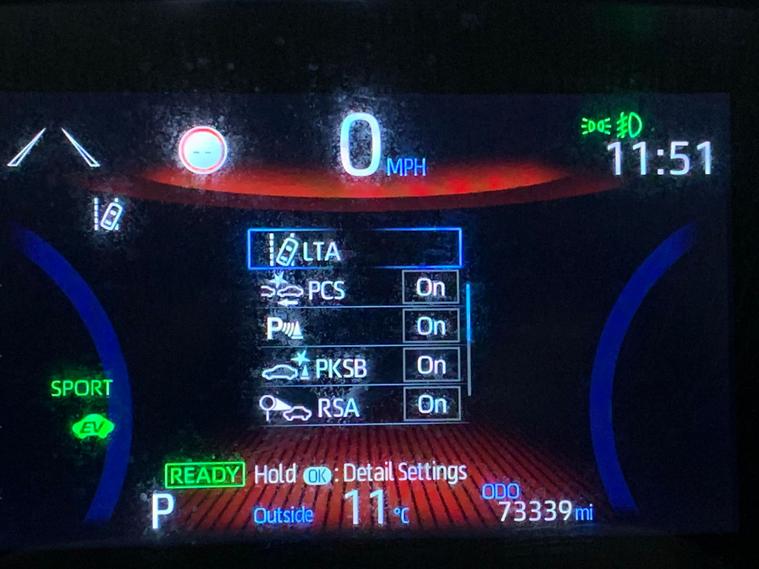 --
0 MPH
11:51
LTA
PCS On
P On
PKSB On
RSA On
SPORT
EV
READY Hold OK : Detail Settings
P Outside 11°C ODO 73339 mi